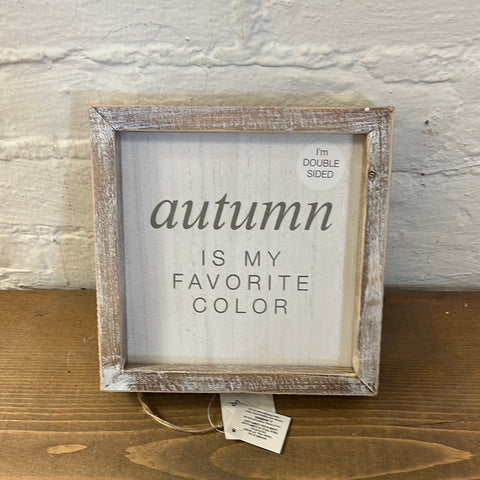 I'm
DOUBLE
SIDED
autumn
IS MY
FAVORITE
COLOR